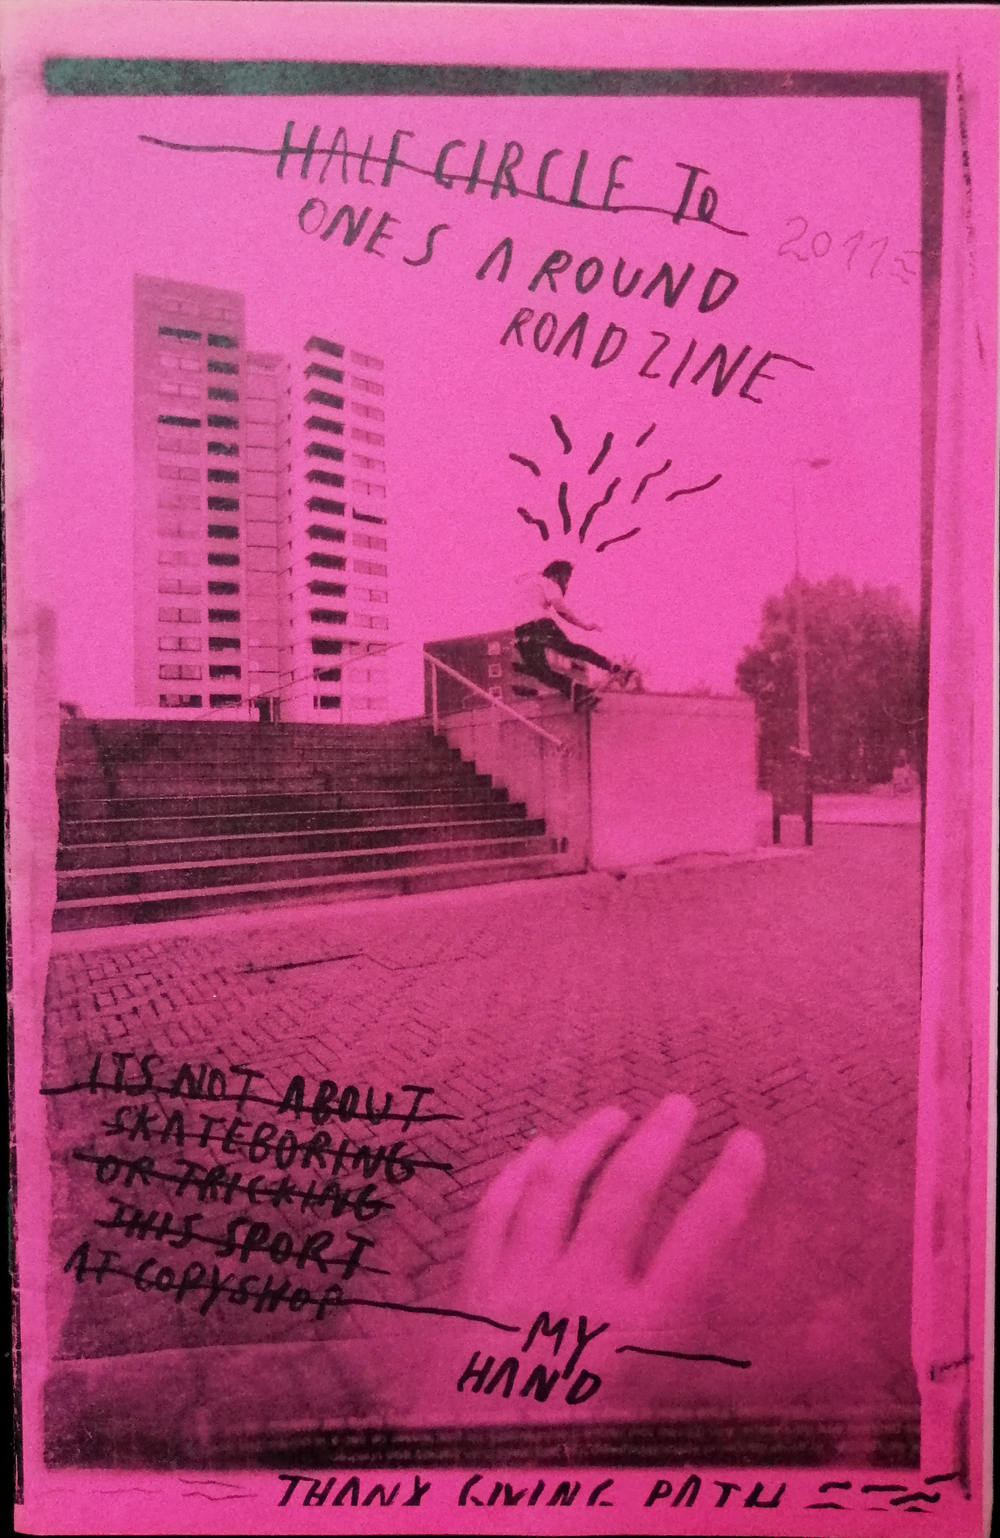 HALF CIRCLE TO
ONES AROUND
2011
ROADZINE
ITS NOT ABOUT
SKATEBORING
OR TRICKING
THIS SPORT
AT COPYSHOP
MY
HAND
THANX GIVING PATH